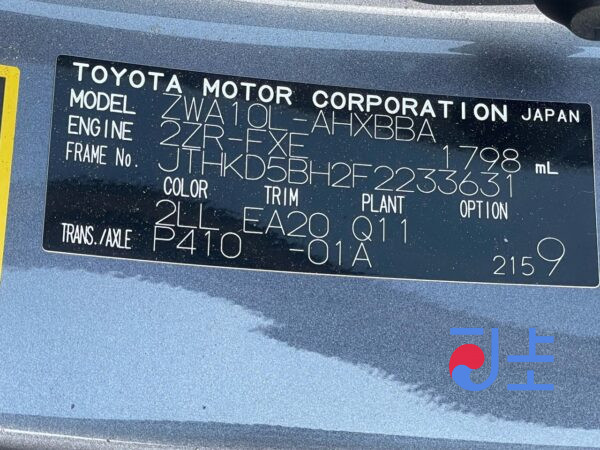 TOYOTA MOTOR CORPORATION JAPAN
MODEL ZWA10L-AHXBBA
ENGINE 2ZR-FXE 1798 mL
FRAME No. JTHKD5BH2F2233631
COLOR TRIM PLANT OPTION
2LL EA20 Q11
TRANS./AXLE P410 -01A 2159